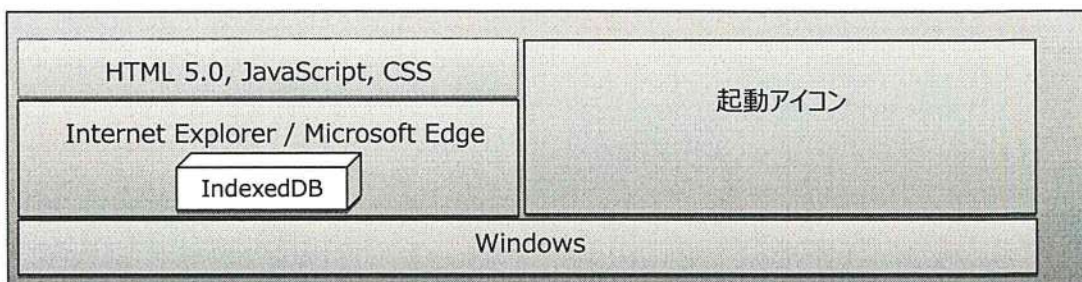 HTML 5.0, JavaScript, CSS
起動アイコン
Internet Explorer / Microsoft Edge
IndexedDB
Windows